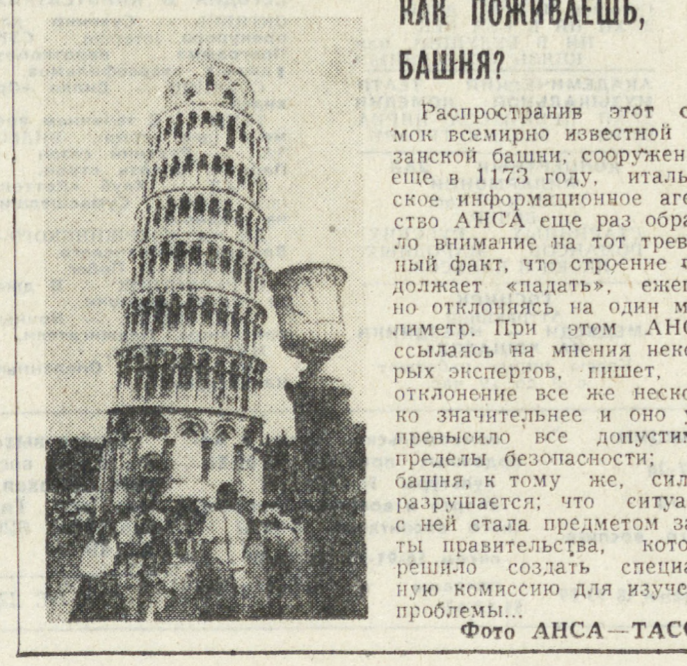 КАК ПОЖИВАЕШЬ,
БАШНЯ?
Распространив этот с
мок всемирно известной
занской башни, сооружен
еще в 1173 году, италь
ское информационное аге
ство АНСА еще раз обра
ло внимание на тот трев
ный факт, что строение п
должает «падать», ежег
но отклоняясь на один м
лиметр. При этом АНС
ссылаясь на мнения неко
рых экспертов, пишет,
отклонение все же неско
ко значительнее и оно у
превысило все допусти
пределы безопасности;
башня, к тому же, сил
разрушается; что ситуа
с ней стала предметом за
ты правительства, кото
решило создать специа
ную комиссию для изуче
проблемы...
Фото АНСА—ТАСС